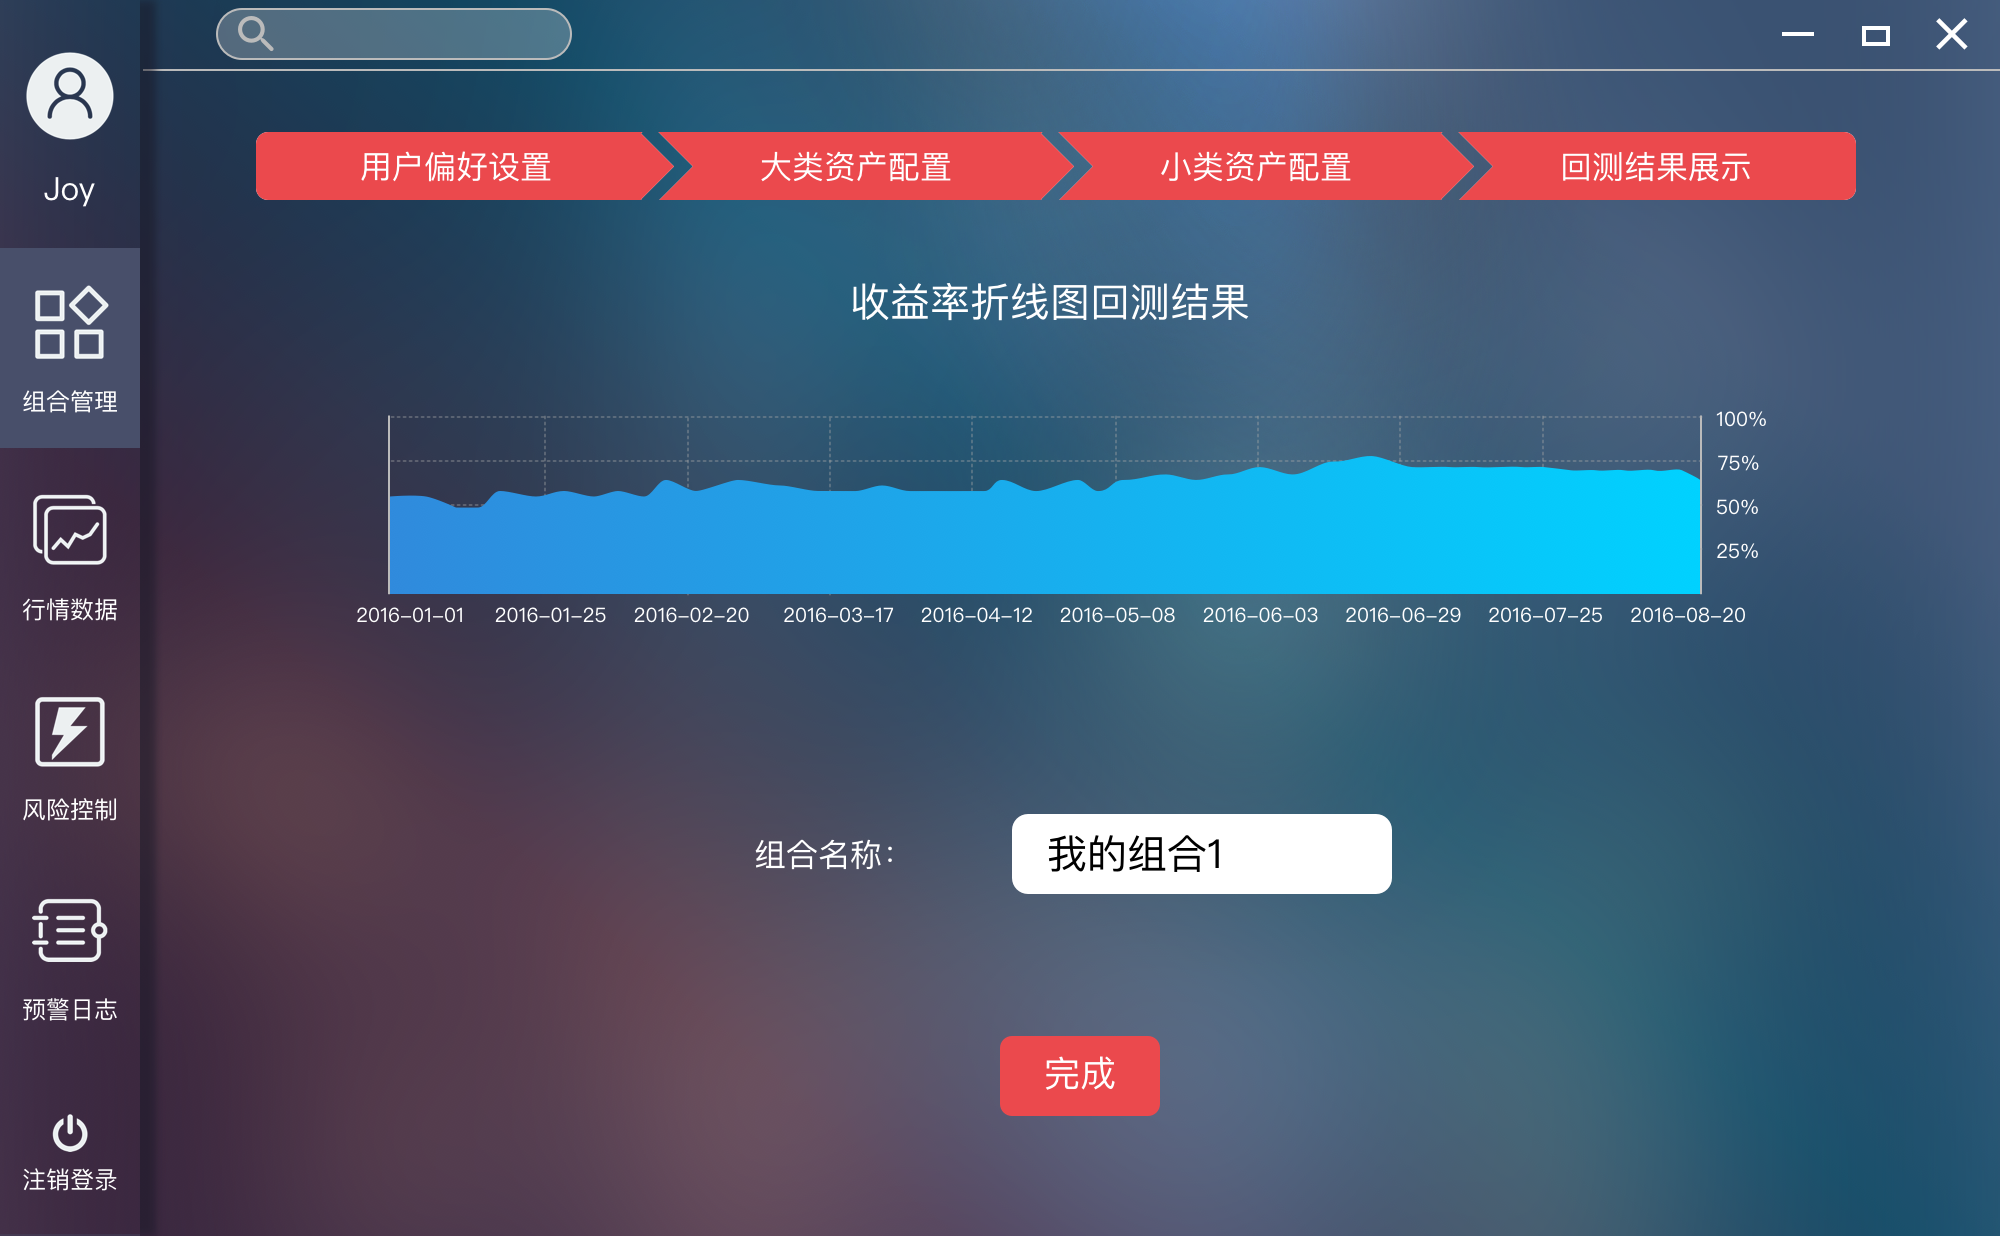 Joy
组合管理
行情数据
风险控制
预警日志
注销登录
用户偏好设置
大类资产配置
小类资产配置
回测结果展示
收益率折线图回测结果
100%
75%
50%
25%
2016-01-01 2016-01-25 2016-02-20 2016-03-17 2016-04-12 2016-05-08 2016-06-03 2016-06-29 2016-07-25 2016-08-20
组合名称： 我的组合1
完成